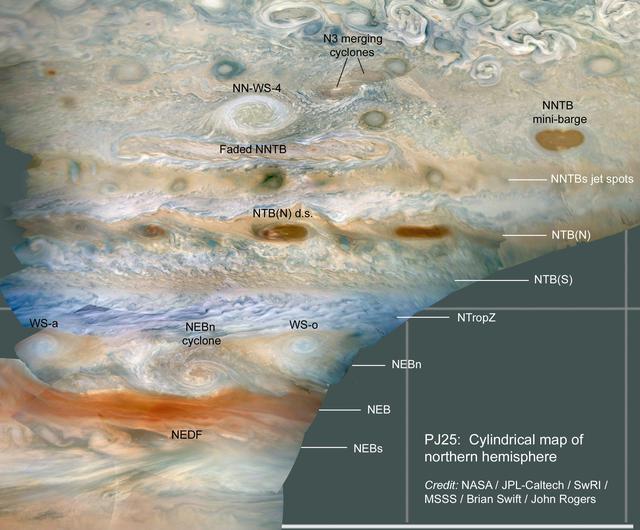 N3 merging
cyclones
NN-WS-4
NNTB
mini-barge
Faded NNTB
NNTBs jet spots
NTB(N) d.s.
NTB(N)
NTB(S)
NTropZ
WS-a
NEBn
cyclone
WS-o
NEBn
NEB
NEDF
NEBs
PJ25: Cylindrical map of
northern hemisphere
Credit: NASA / JPL-Caltech / SwRI /
MSSS / Brian Swift / John Rogers